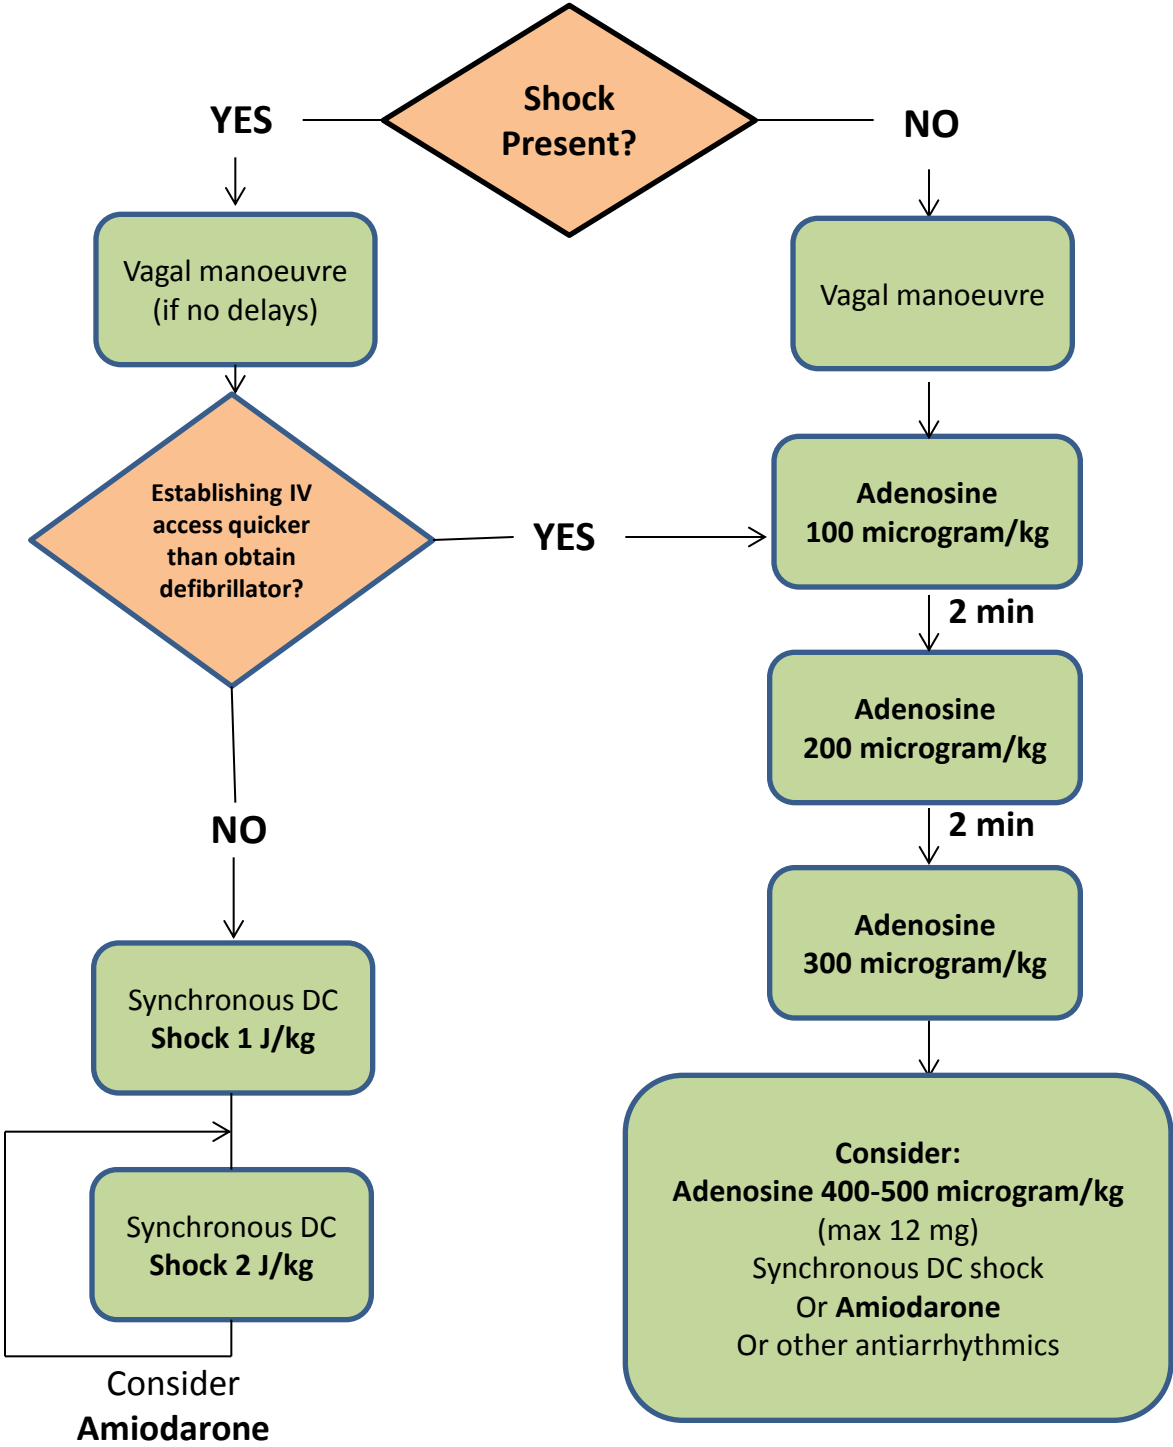 Shock
Present?
YES
NO
Vagal manoeuvre
(if no delays)
Vagal manoeuvre
Establishing IV
access quicker
than obtain
defibrillator?
YES
Adenosine
100 microgram/kg
2 min
Adenosine
200 microgram/kg
2 min
Adenosine
300 microgram/kg
NO
Synchronous DC
Shock 1 J/kg
Synchronous DC
Shock 2 J/kg
Consider
Amiodarone
Consider:
Adenosine 400-500 microgram/kg
(max 12 mg)
Synchronous DC shock
Or Amiodarone
Or other antiarrhythmics